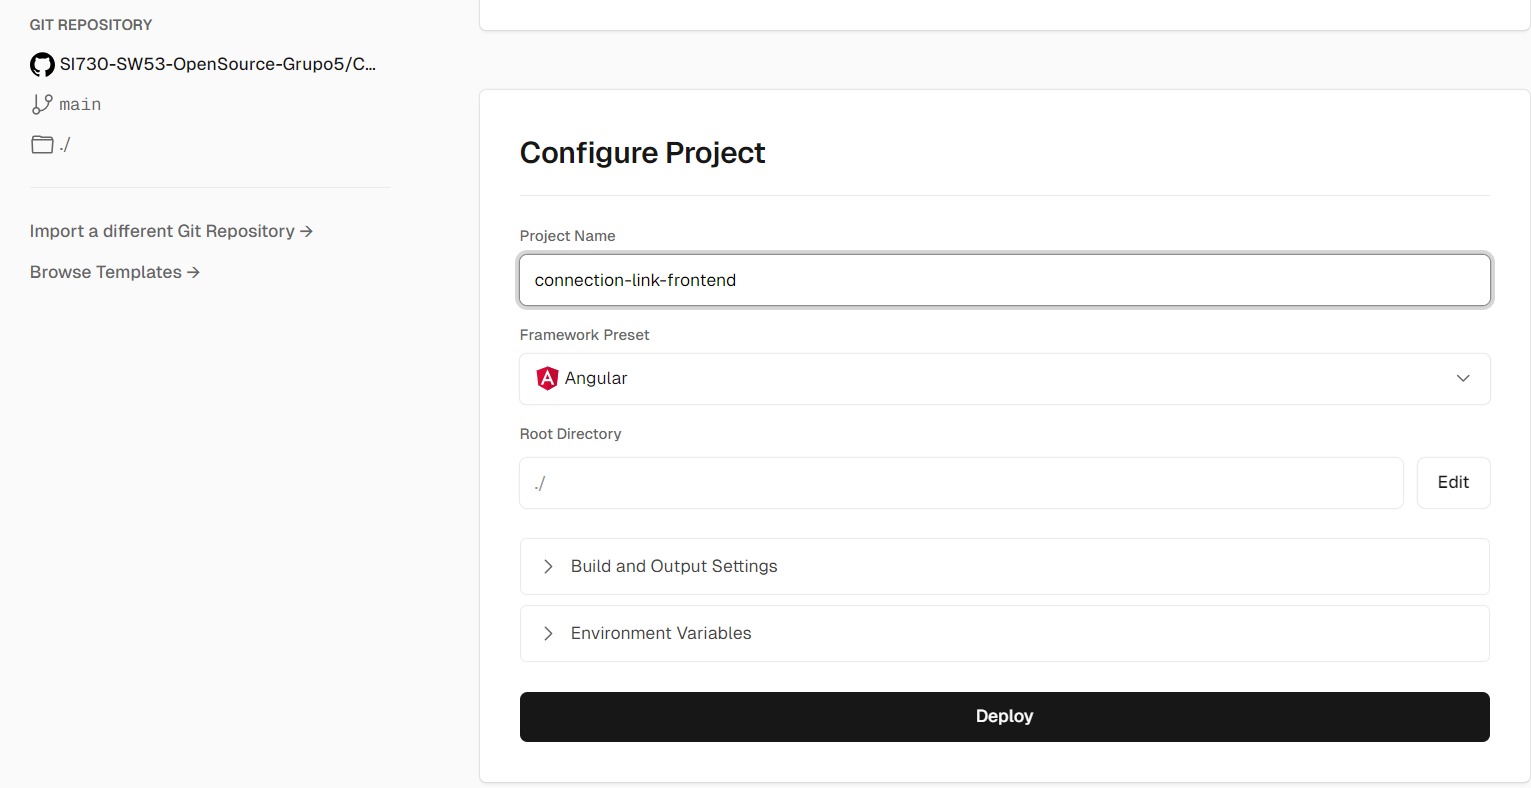 GIT REPOSITORY
SI730-SW53-OpenSource-Grupo5/C...
main
./
Import a different Git Repository →
Browse Templates →
Configure Project
Project Name
connection-link-frontend
Framework Preset
Angular
Root Directory
./
Edit
Build and Output Settings
Environment Variables
Deploy